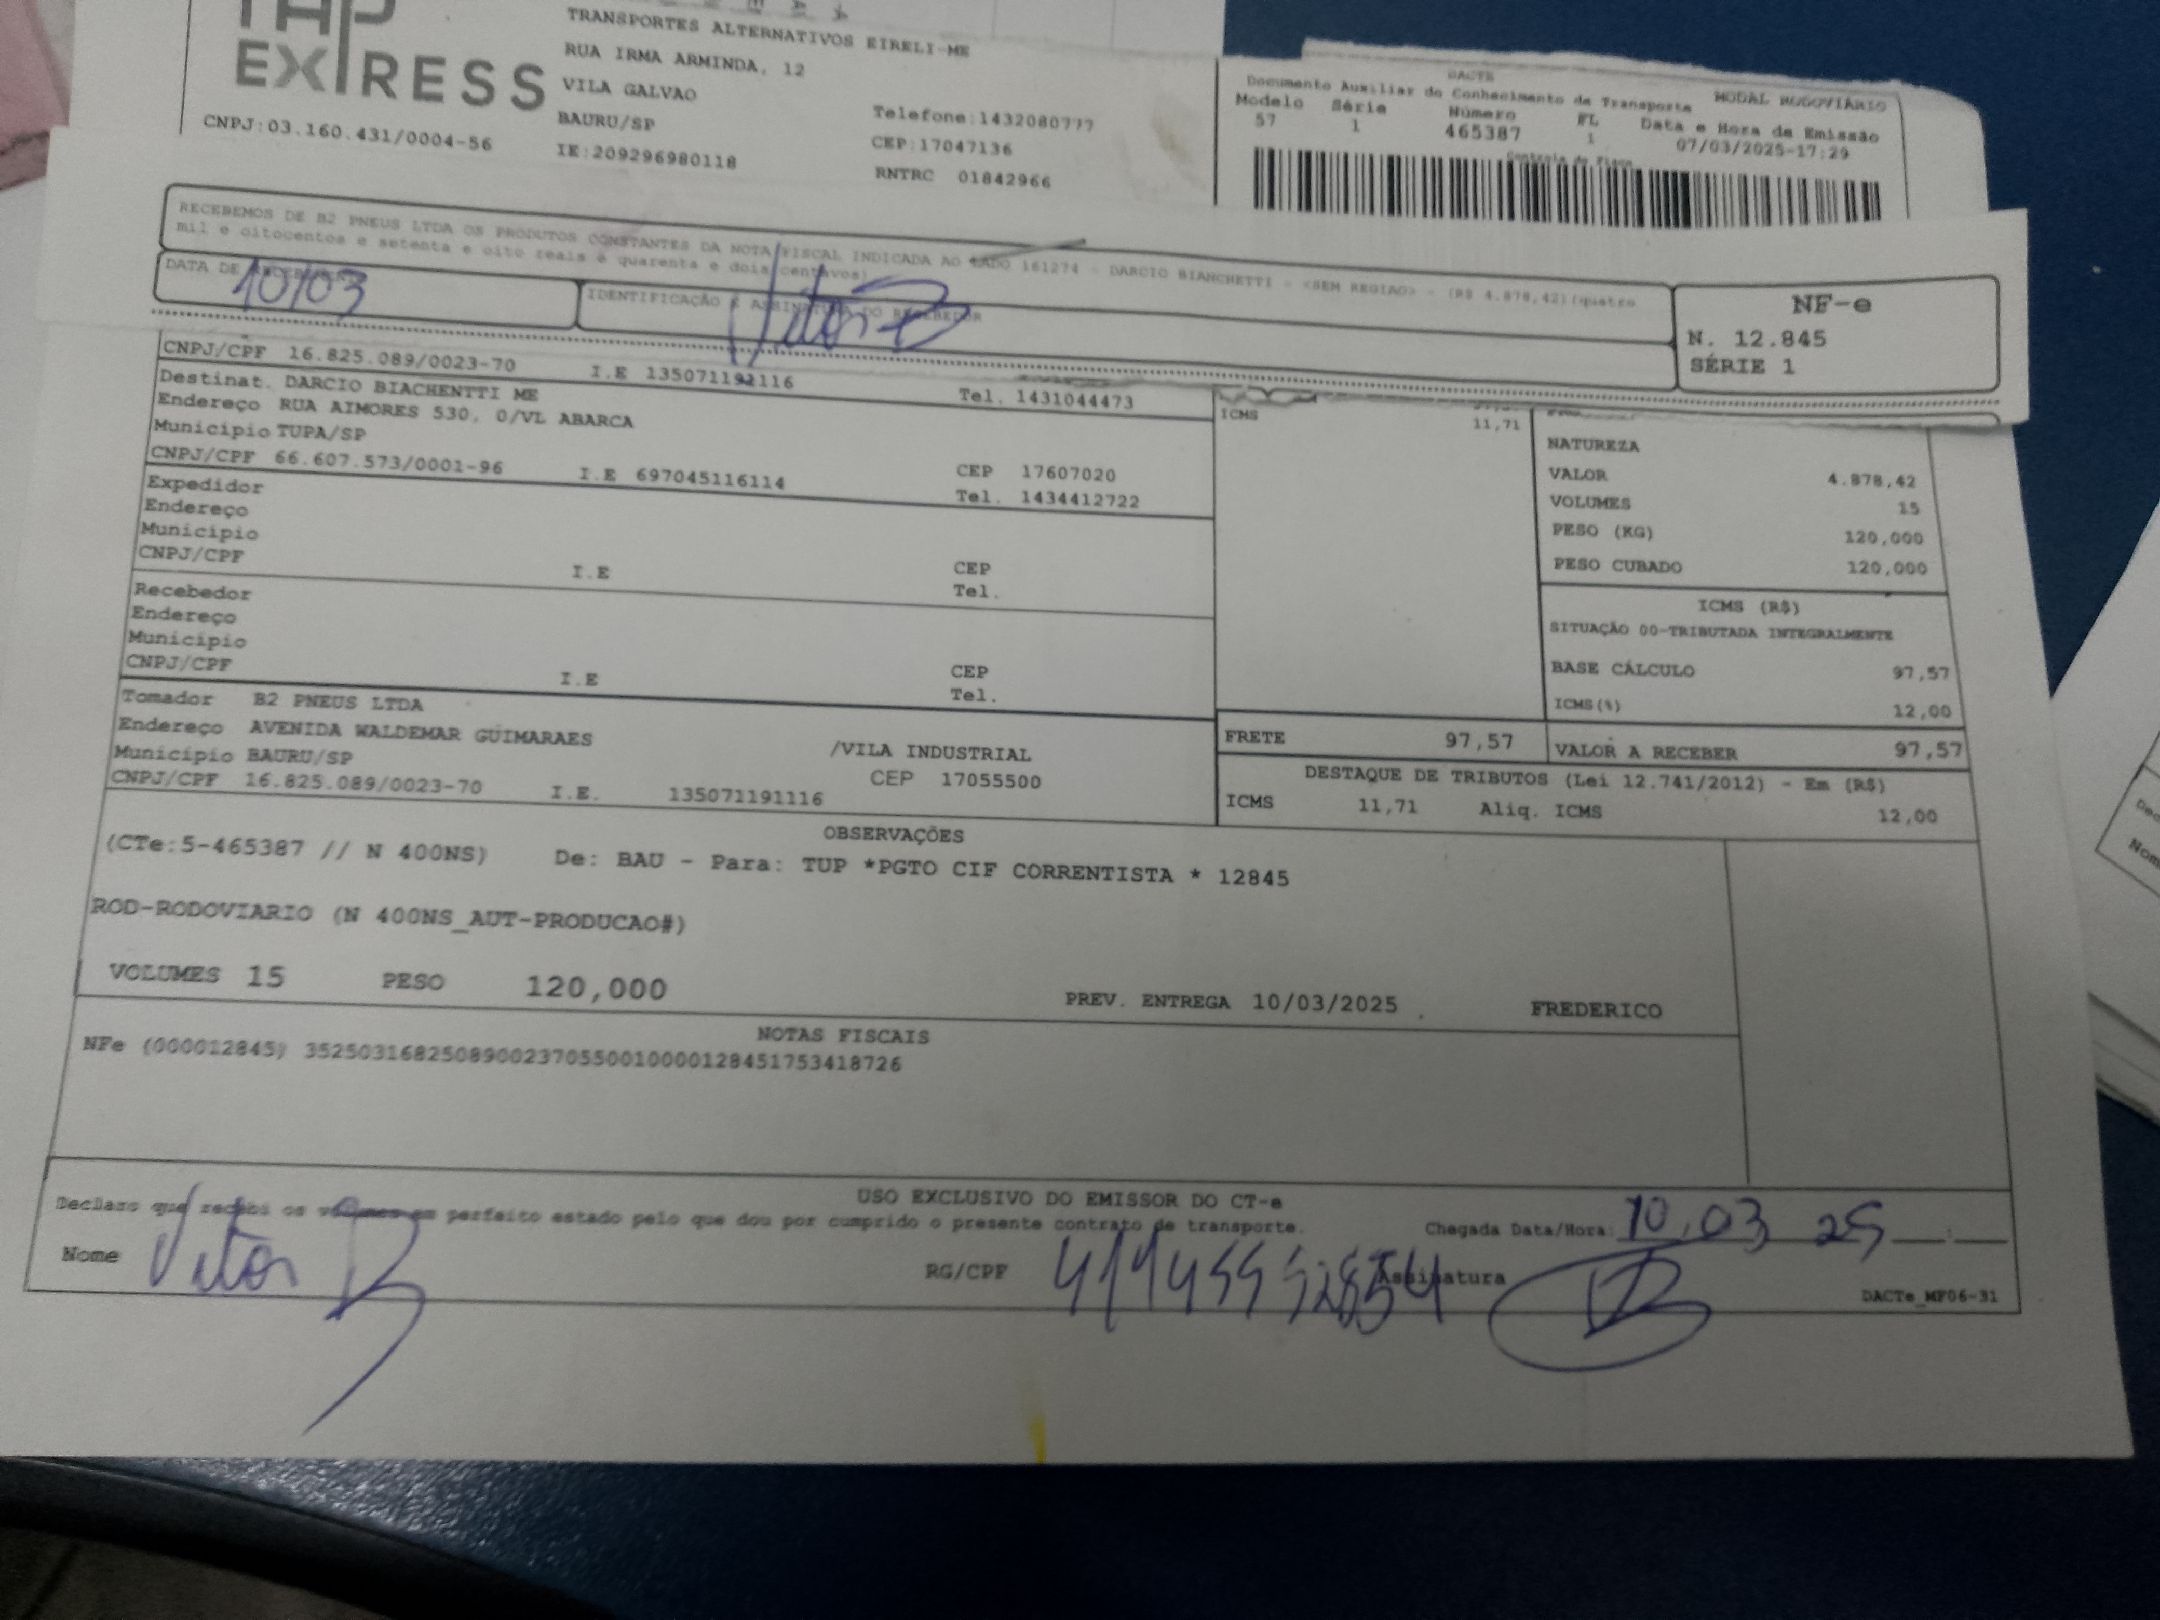 TAP
EXPRESS
CNPJ:03.160.431/0004-56
TRANSPORTES ALTERNATIVOS EIRELI-ME
RUA IRMA ARMINDA, 12
VILA GALVAO
BAURU/SP
IE:209296980118
Telefone:1432080777
CEP:17047136
RNTRC 01842966
DACTE
Documento Auxiliar do Conhecimento de Transporte MODAL RODOVIÁRIO
Modelo Série Número FL Data e Hora de Emissão
57 1 465387 1 07/03/2025-17:29
Controle do Fisco
RECEBEMOS DE B2 PNEUS LTDA OS PRODUTOS CONSTANTES DA NOTA FISCAL INDICADA AO LADO 161274 - DARCIO BIANCHETTI - <SEM REGIAO> - (R$ 4.878,42)(quatro
mil e oitocentos e setenta e oito reais e quarenta e dois centavos)
DATA DE
10/03
IDENTIFICAÇÃO E ASSINATURA DO RECEBEDOR
Vitor B
NF-e
N. 12.845
SÉRIE 1
CNPJ/CPF 16.825.089/0023-70 I.E 135071191116 Tel. 1431044473
Destinat. DARCIO BIACHENTTI ME
Endereço RUA AIMORES 530, 0/VL ABARCA
Município TUPA/SP CEP 17607020
CNPJ/CPF 66.607.573/0001-96 I.E 697045116114 Tel. 1434412722
Expedidor
Endereço
Município CEP
CNPJ/CPF I.E Tel.
Recebedor
Endereço
Município CEP
CNPJ/CPF I.E Tel.
Tomador B2 PNEUS LTDA
Endereço AVENIDA WALDEMAR GUIMARAES /VILA INDUSTRIAL
Município BAURU/SP CEP 17055500
CNPJ/CPF 16.825.089/0023-70 I.E. 135071191116
ICMS 11,71
NATUREZA
VALOR 4.878,42
VOLUMES 15
PESO (KG) 120,000
PESO CUBADO 120,000
ICMS (R$)
SITUAÇÃO 00-TRIBUTADA INTEGRALMENTE
BASE CÁLCULO 97,57
ICMS(%) 12,00
FRETE 97,57 VALOR A RECEBER 97,57
DESTAQUE DE TRIBUTOS (Lei 12.741/2012) - Em (R$)
ICMS 11,71 Aliq. ICMS 12,00
OBSERVAÇÕES
(CTe:5-465387 // N 400NS) De: BAU - Para: TUP *PGTO CIF CORRENTISTA * 12845
ROD-RODOVIARIO (N 400NS_AUT-PRODUCAO#)
VOLUMES 15 PESO 120,000 PREV. ENTREGA 10/03/2025 FREDERICO
NOTAS FISCAIS
NFe (000012845) 35250316825089002370550010000128451753418726
USO EXCLUSIVO DO EMISSOR DO CT-e
Declaro que recebi os volumes em perfeito estado pelo que dou por cumprido o presente contrato de transporte. Chegada Data/Hora: 10.03 25
Nome Vitor B RG/CPF Assinatura
DACTe_MF06-31